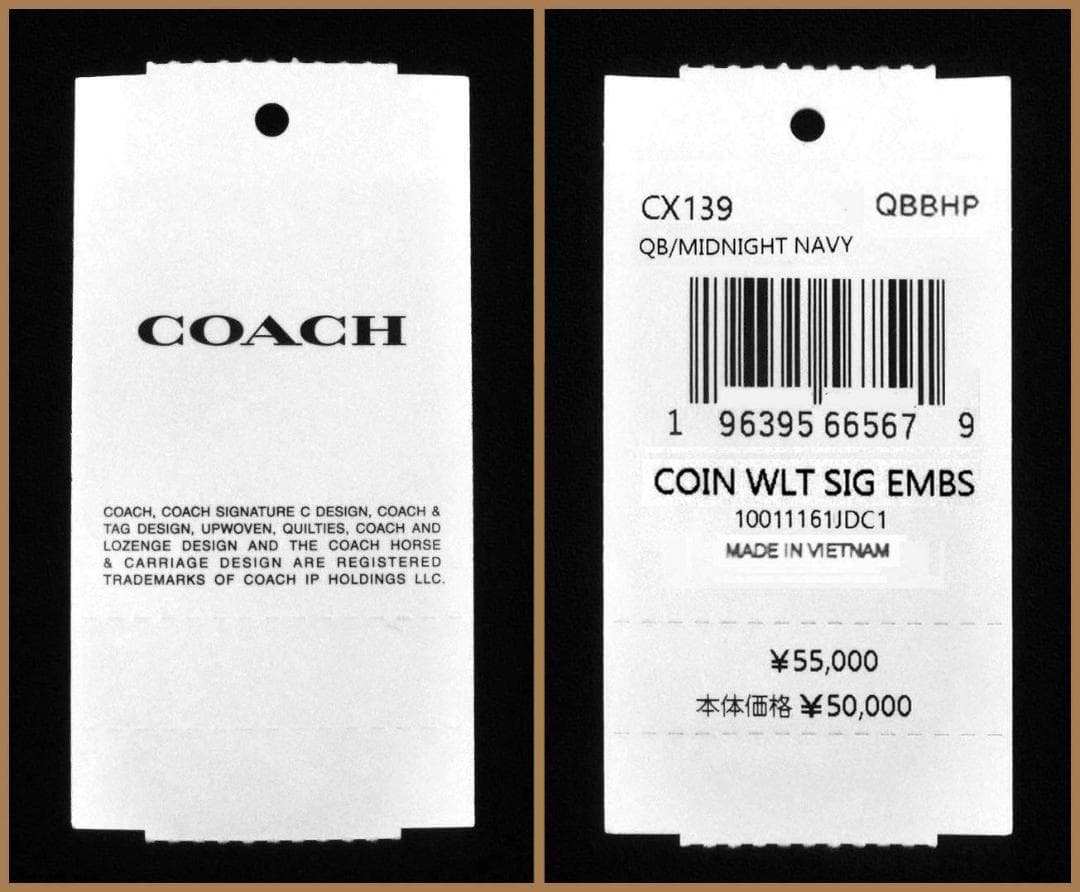 COACH
COACH, COACH SIGNATURE C DESIGN, COACH &
TAG DESIGN, UPWOVEN, QUILTIES, COACH AND
LOZENGE DESIGN AND THE COACH HORSE
& CARRIAGE DESIGN ARE REGISTERED
TRADEMARKS OF COACH IP HOLDINGS LLC.
CX139 QBBHP
QB/MIDNIGHT NAVY
1 96395 66567 9
COIN WLT SIG EMBS
10011161JDC1
MADE IN VIETNAM
¥55,000
本体価格 ¥50,000